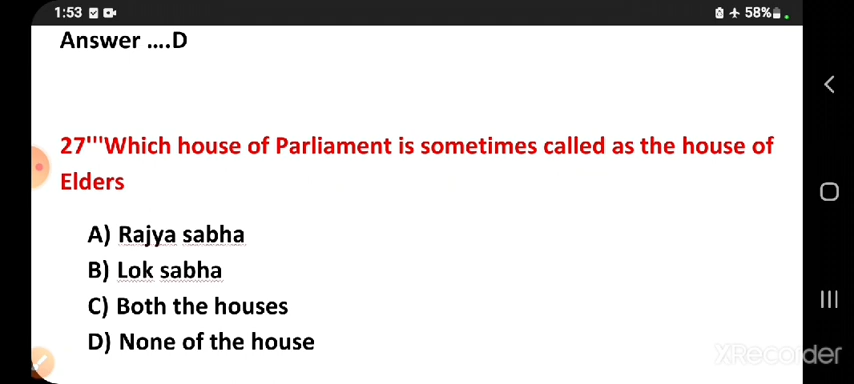 1:53
58%
Answer ....D
27'''Which house of Parliament is sometimes called as the house of
Elders
A) Rajya sabha
B) Lok sabha
C) Both the houses
D) None of the house
XRecorder